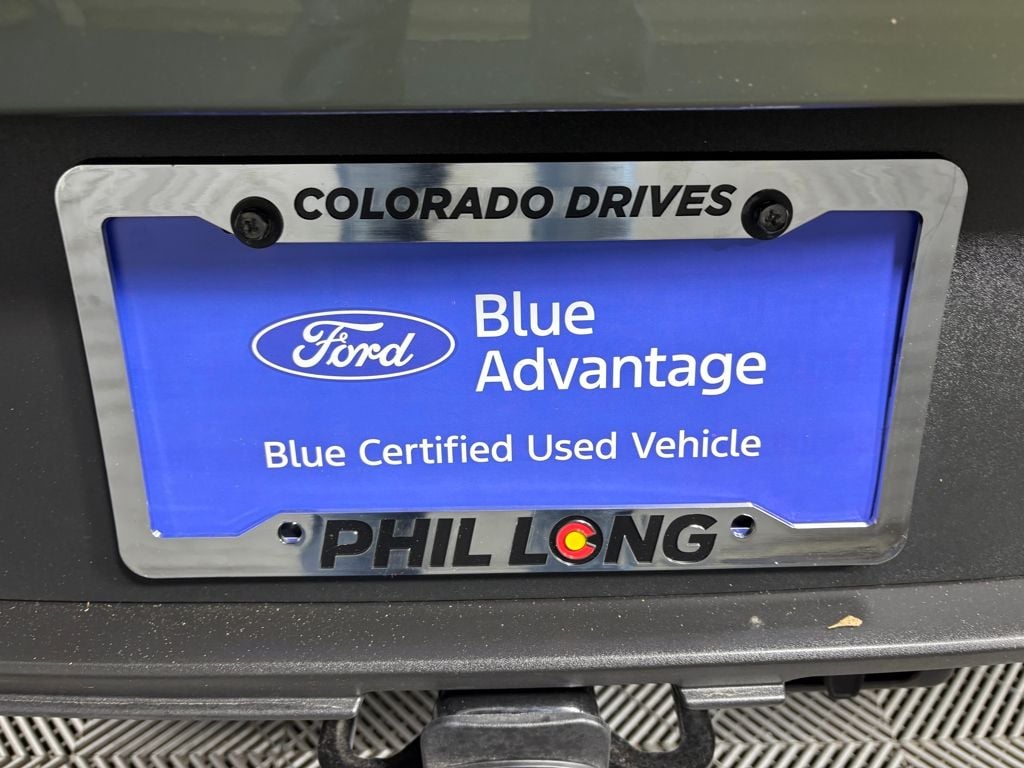 COLORADO DRIVES
Ford
Blue
Advantage
Blue Certified Used Vehicle
PHIL LONG